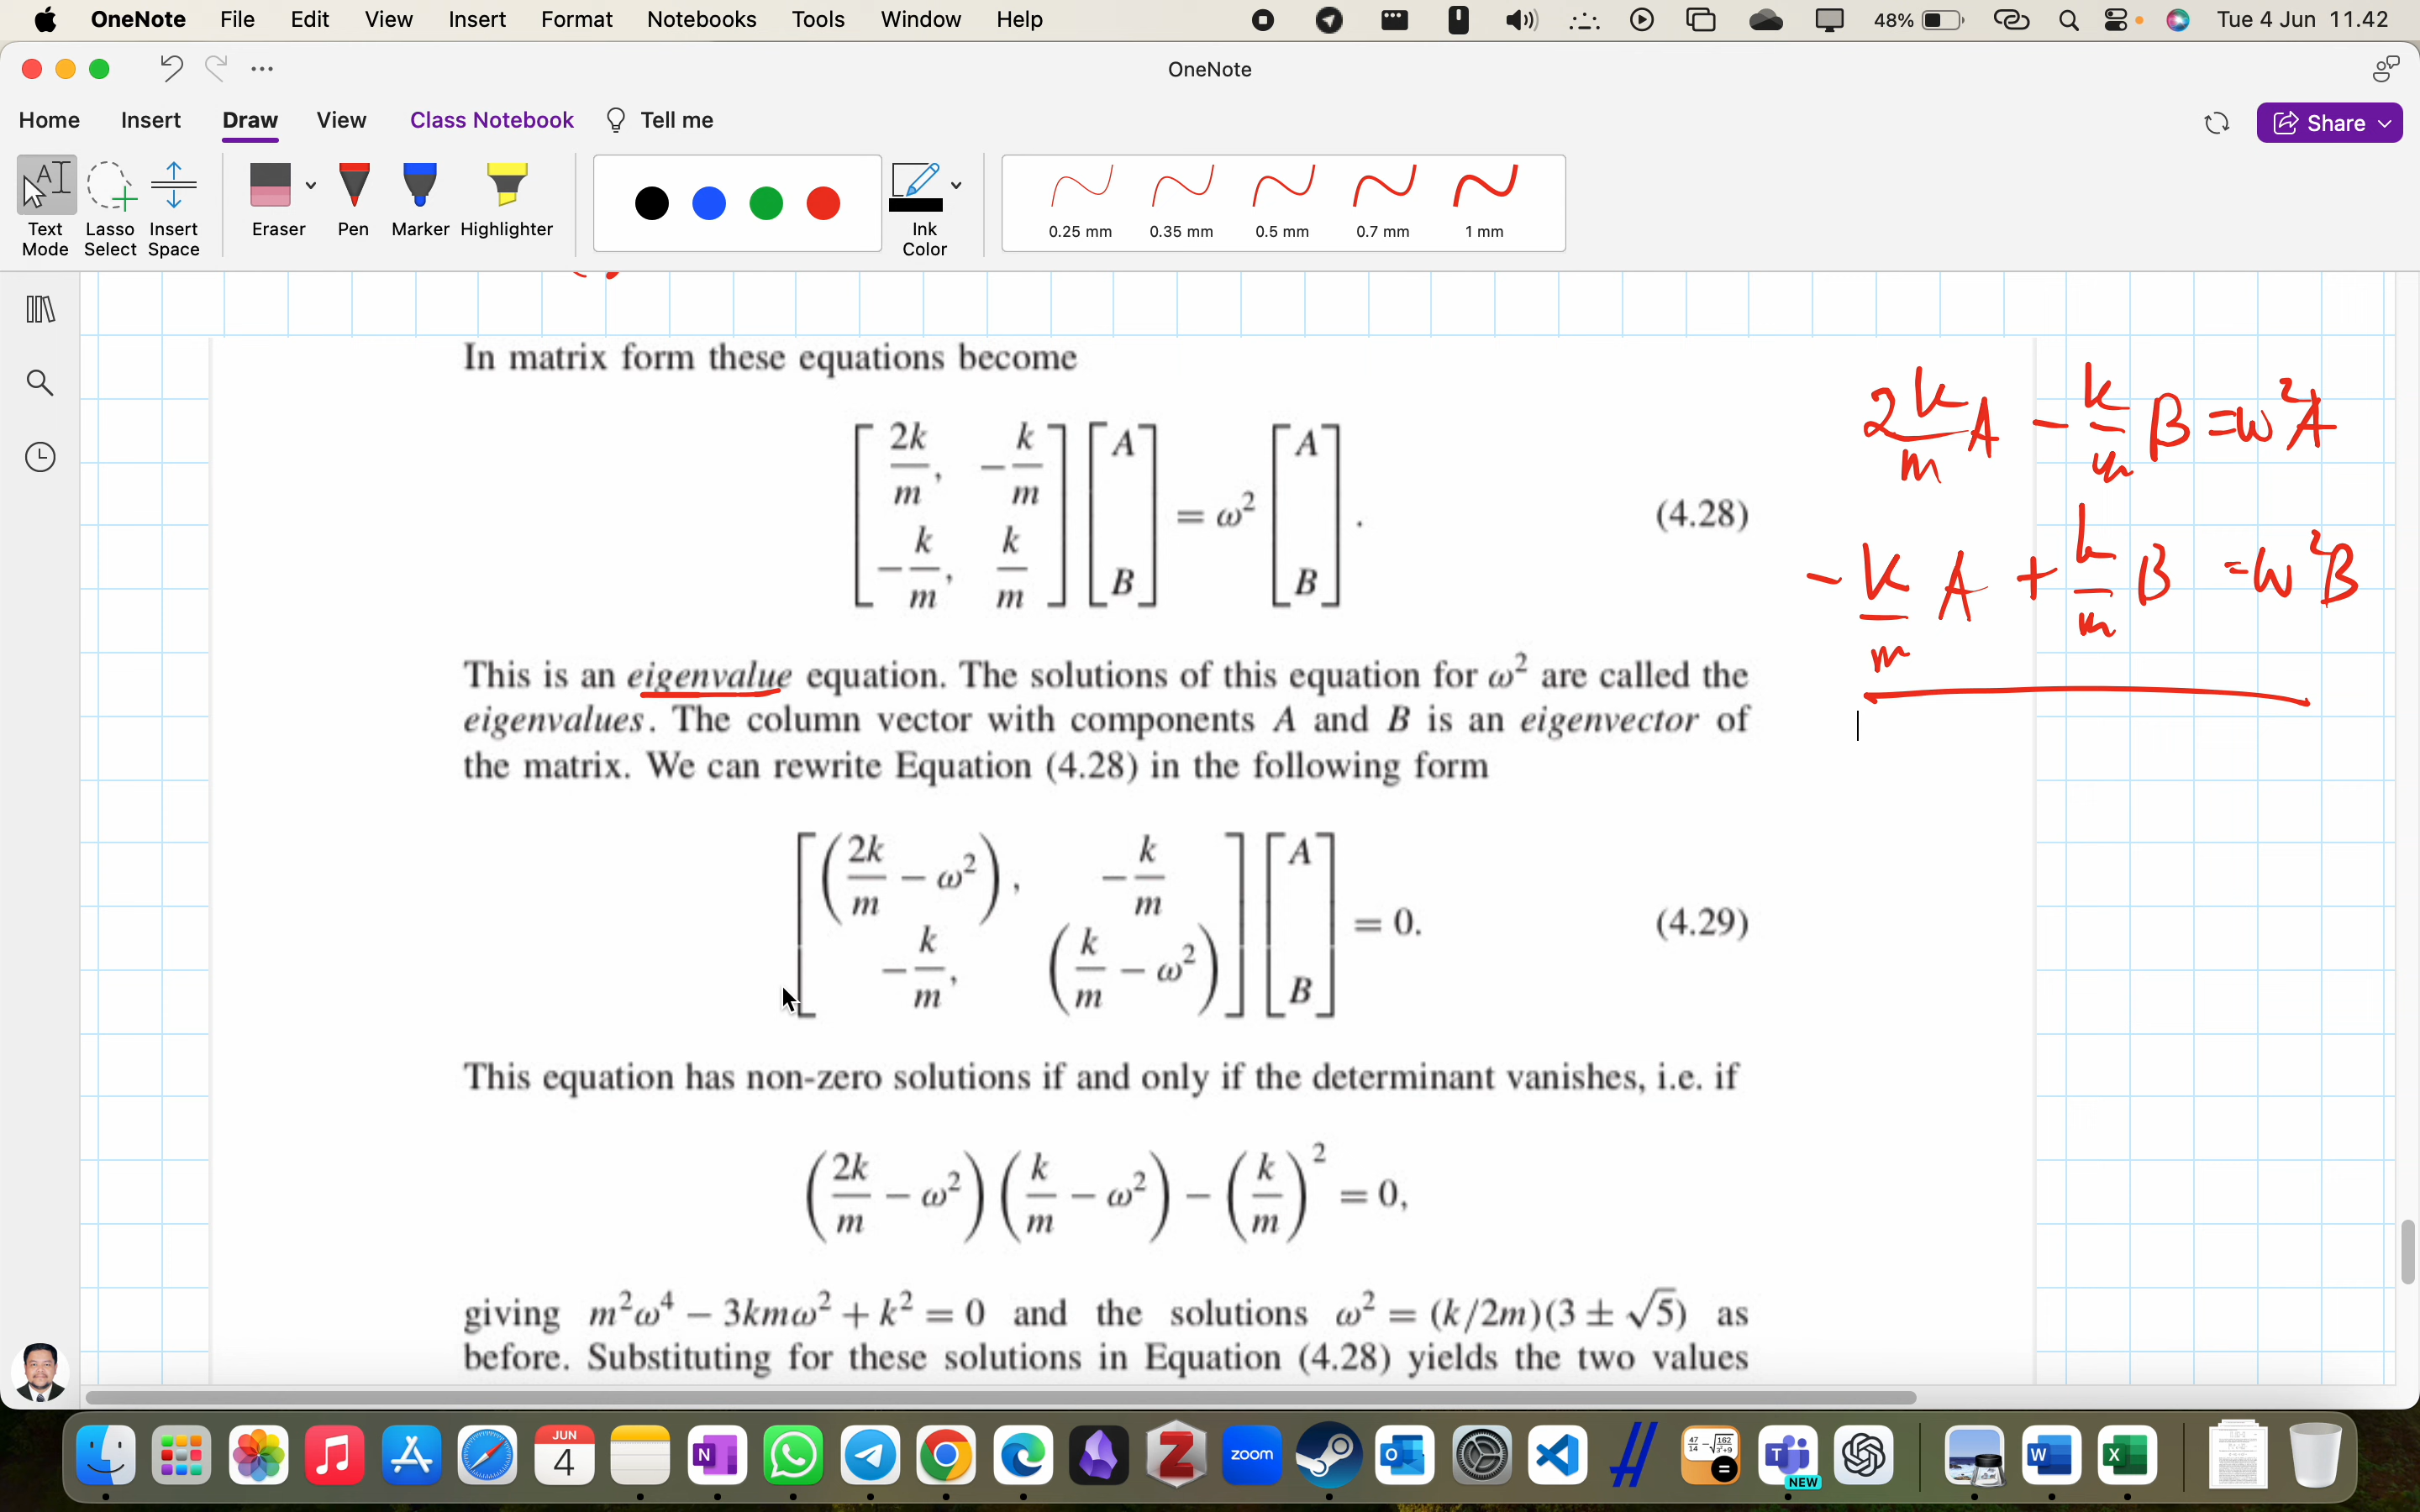 OneNote File Edit View Insert Format Notebooks Tools Window Help 48% Tue 4 Jun 11.42
OneNote
Home Insert Draw View Class Notebook Tell me Share
Text Mode
Lasso Select
Insert Space
Eraser Pen Marker Highlighter
Ink Color
0.25 mm 0.35 mm 0.5 mm 0.7 mm 1 mm
In matrix form these equations become
[ 2k/m, −k/m ; −k/m, k/m ] [ A ; B ] = ω² [ A ; B ]. (4.28)
2k/m A − k/m B = ω²A
− k/m A + k/m B = ω²B
This is an eigenvalue equation. The solutions of this equation for ω² are called the
eigenvalues. The column vector with components A and B is an eigenvector of
the matrix. We can rewrite Equation (4.28) in the following form
[ (2k/m − ω²), −k/m ; −k/m, (k/m − ω²) ] [ A ; B ] = 0. (4.29)
This equation has non-zero solutions if and only if the determinant vanishes, i.e. if
(2k/m − ω²)(k/m − ω²) − (k/m)² = 0,
giving m²ω⁴ − 3kmω² + k² = 0 and the solutions ω² = (k/2m)(3 ± √5) as
before. Substituting for these solutions in Equation (4.28) yields the two values
JUN
4
N
zoom
O
T
NEW
W
X